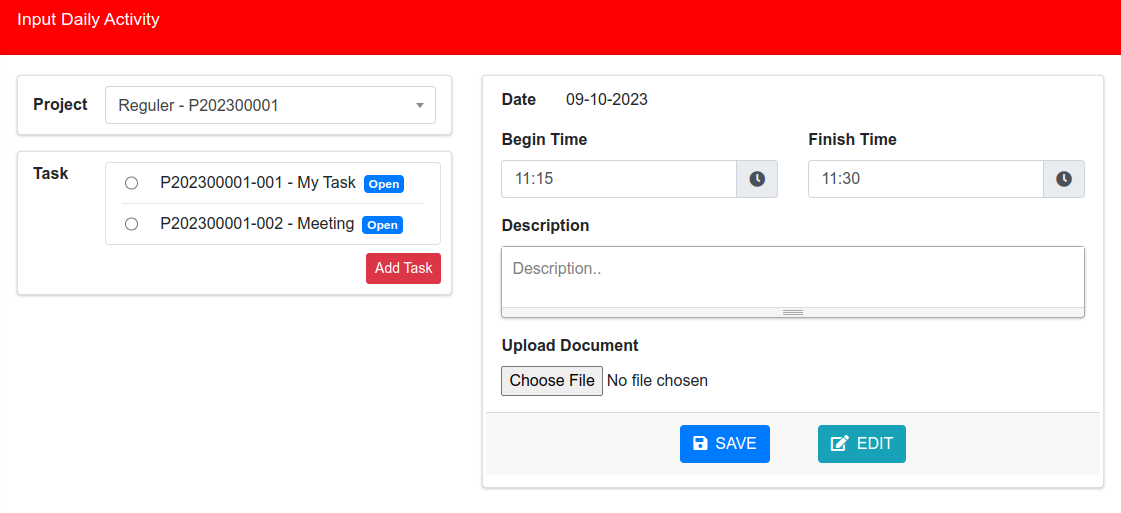 Input Daily Activity
Project
Reguler - P202300001
Task
P202300001-001 - My Task Open
P202300001-002 - Meeting Open
Add Task
Date 09-10-2023
Begin Time Finish Time
11:15 11:30
Description
Description..
Upload Document
Choose File No file chosen
SAVE EDIT